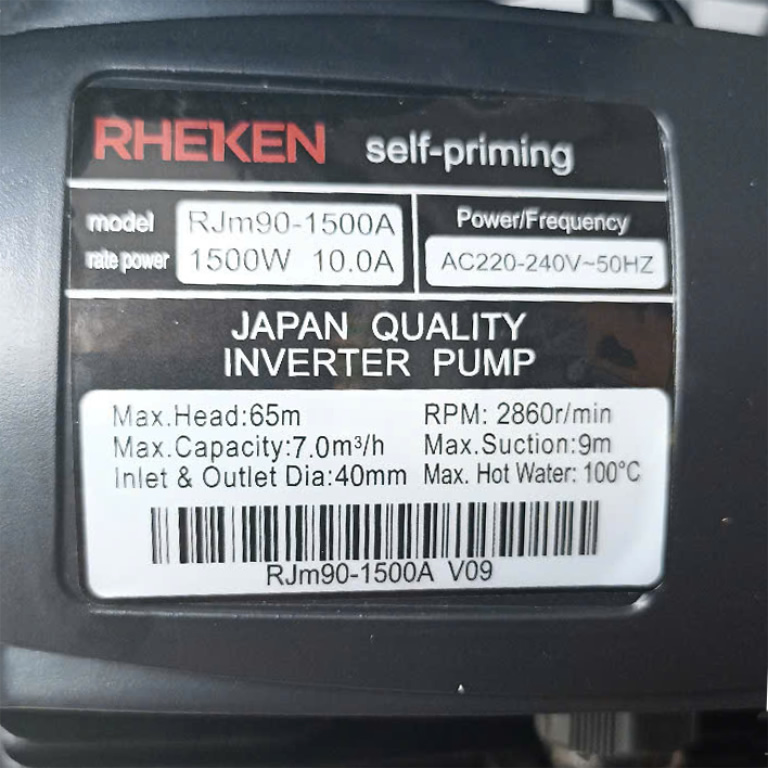 RHEKEN self-priming
model RJm90-1500A
rate power 1500W 10.0A
Power/Frequency
AC220-240V~50HZ
JAPAN QUALITY
INVERTER PUMP
Max.Head:65m RPM: 2860r/min
Max.Capacity:7.0m³/h Max.Suction:9m
Inlet & Outlet Dia:40mm Max. Hot Water: 100°C
RJm90-1500A V09